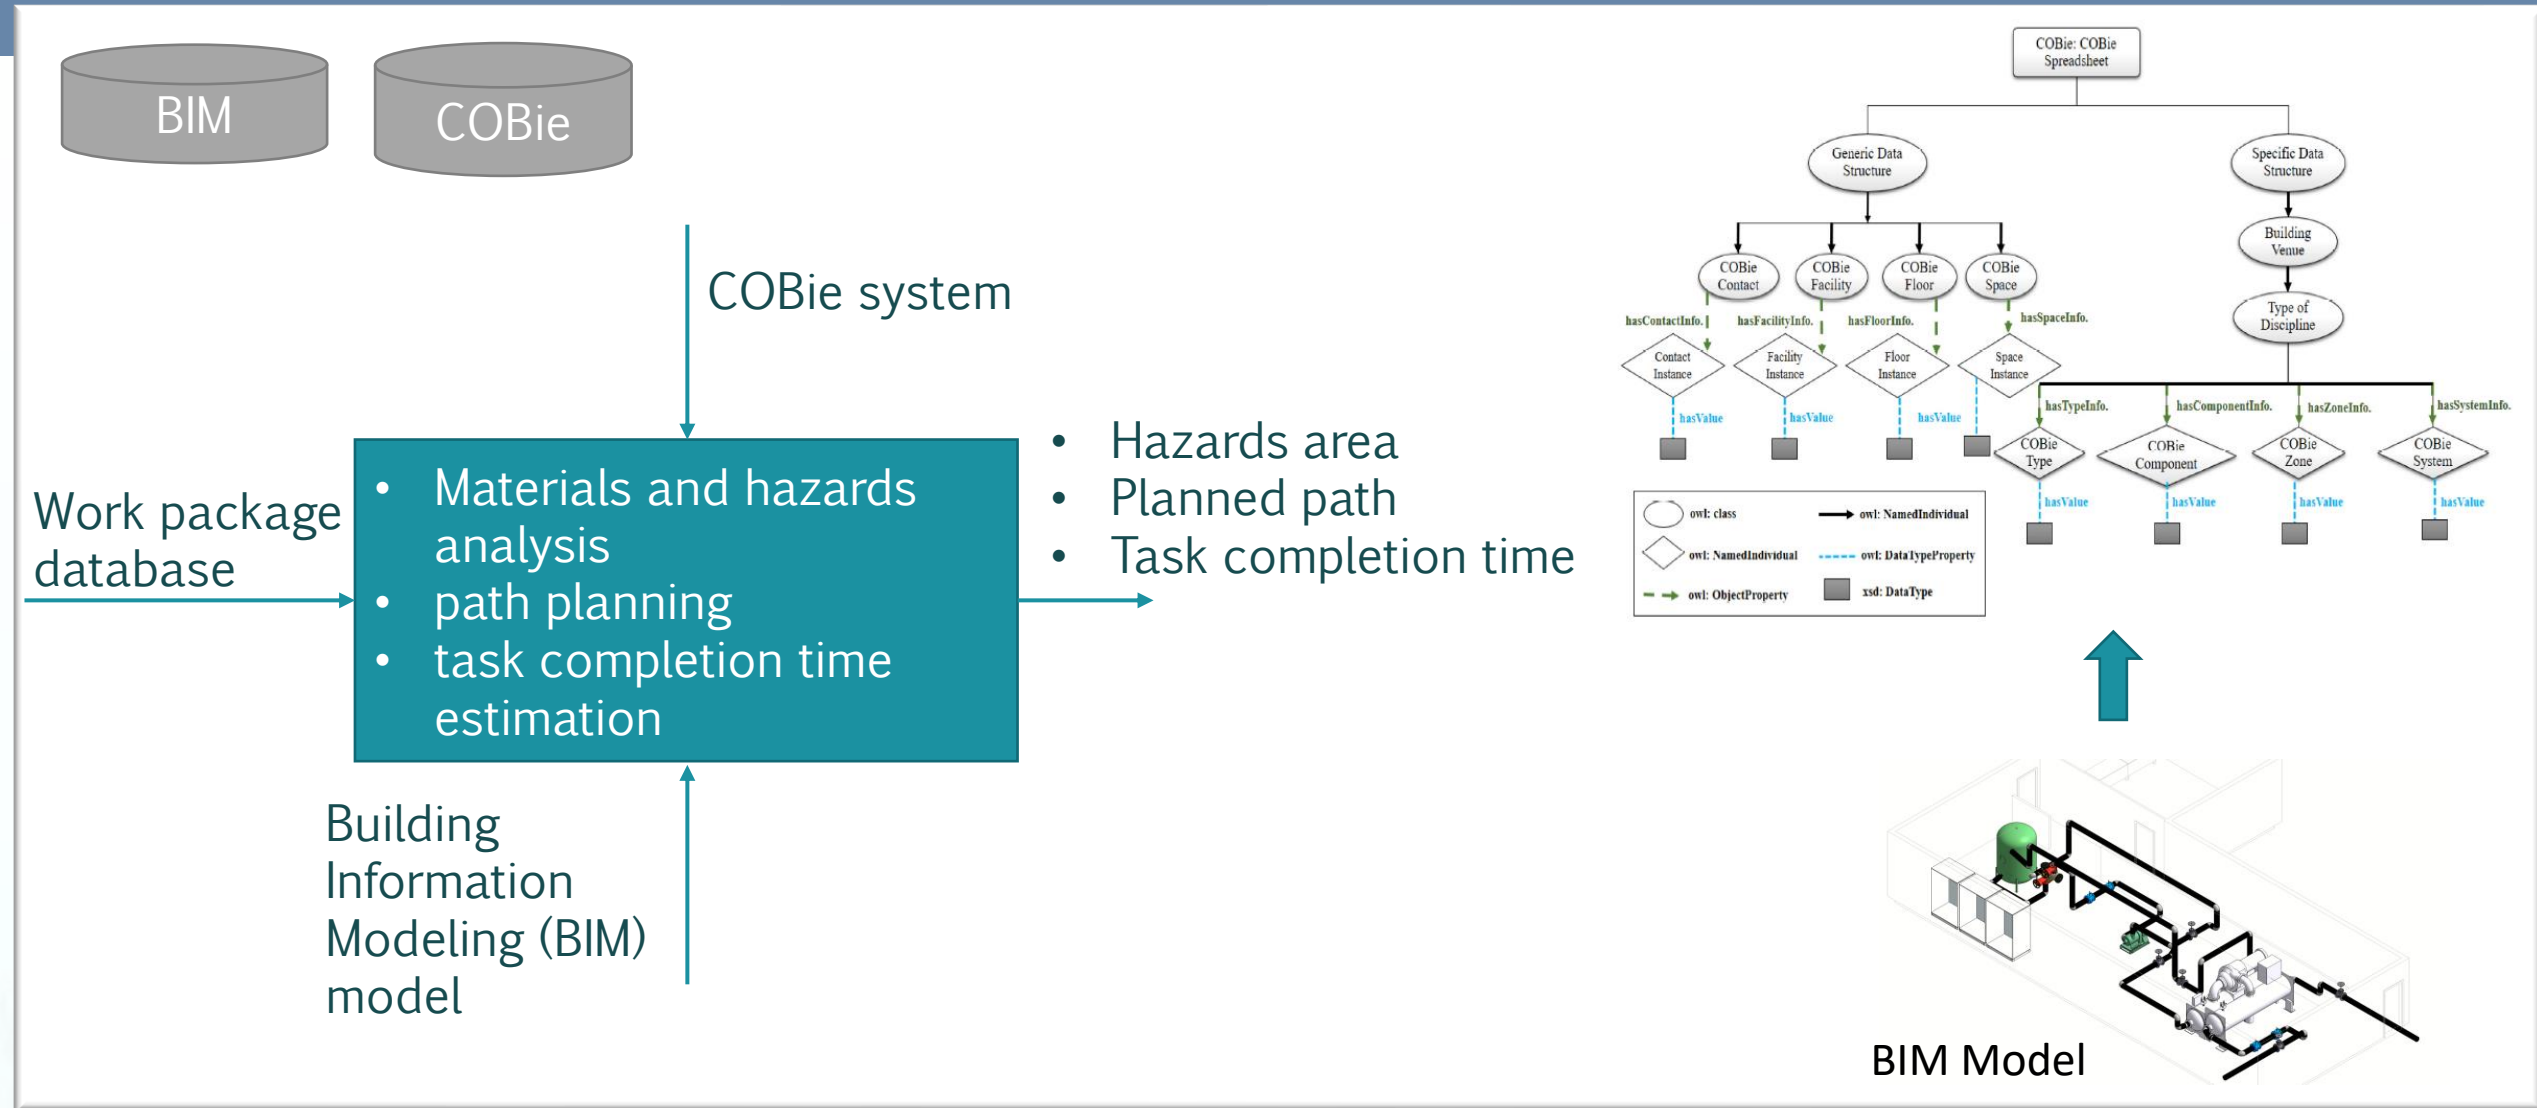 BIM
COBie
COBie system
Work package
database
• Materials and hazards
analysis
• path planning
• task completion time
estimation
• Hazards area
• Planned path
• Task completion time
Building
Information
Modeling (BIM)
model
COBie: COBie
Spreadsheet
Generic Data
Structure
Specific Data
Structure
Building
Venue
Type of
Discipline
COBie
Contact
COBie
Facility
COBie
Floor
COBie
Space
hasContactInfo.
hasFacilityInfo.
hasFloorInfo.
hasSpaceInfo.
Contact
Instance
Facility
Instance
Floor
Instance
Space
Instance
hasValue
hasValue
hasValue
hasTypeInfo.
hasComponentInfo.
hasZoneInfo.
hasSystemInfo.
COBie
Type
COBie
Component
COBie
Zone
COBie
System
hasValue
hasValue
hasValue
hasValue
owl: class
owl: NamedIndividual
owl: NamedIndividual
owl: DataTypeProperty
owl: ObjectProperty
xsd: DataType
BIM Model